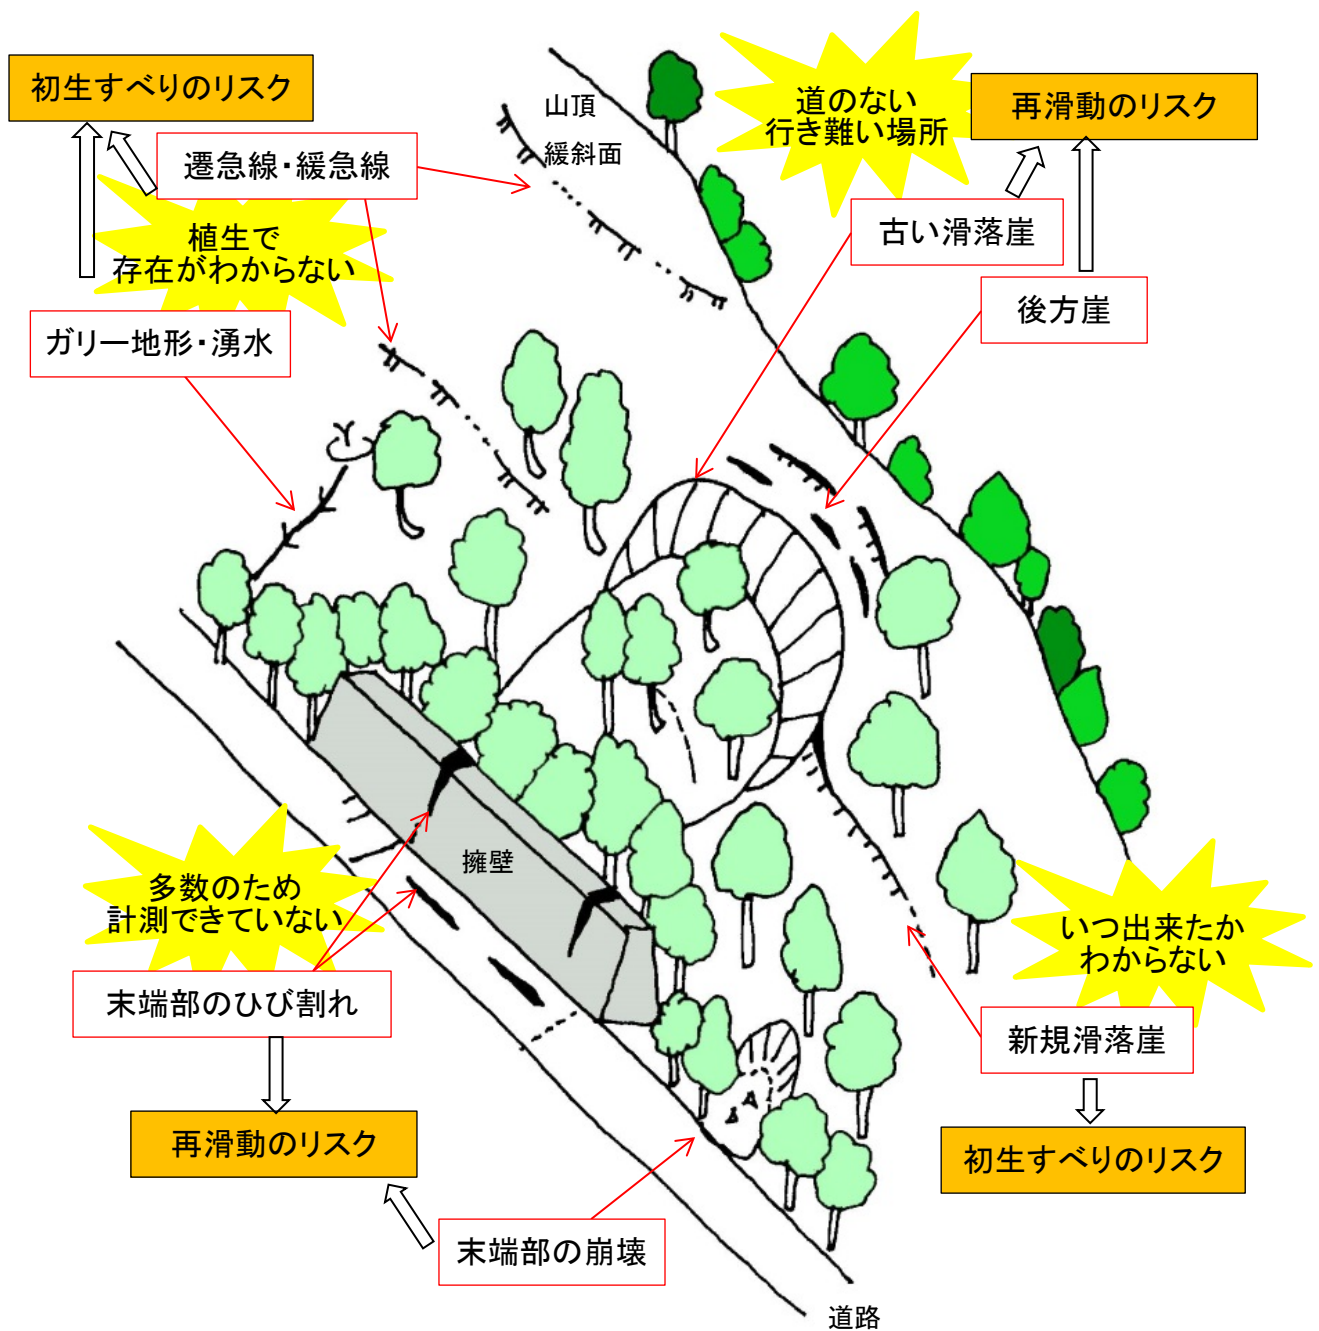 初生すべりのリスク
遷急線・緩急線
植生で
存在がわからない
ガリー地形・湧水
山頂
緩斜面
道のない
行き難い場所
再滑動のリスク
古い滑落崖
後方崖
多数のため
計測できていない
擁壁
末端部のひび割れ
再滑動のリスク
末端部の崩壊
いつ出来たか
わからない
新規滑落崖
初生すべりのリスク
道路